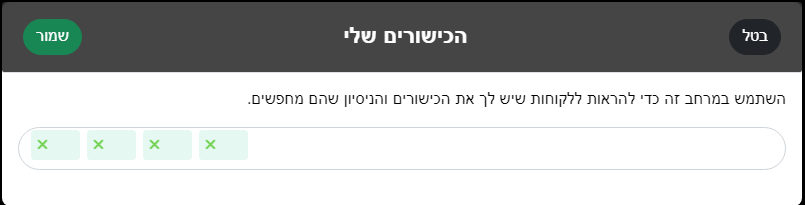 בטל
הכישורים שלי
שמור
השתמש במרחב זה כדי להראות ללקוחות שיש לך את הכישורים והניסיון שהם מחפשים.